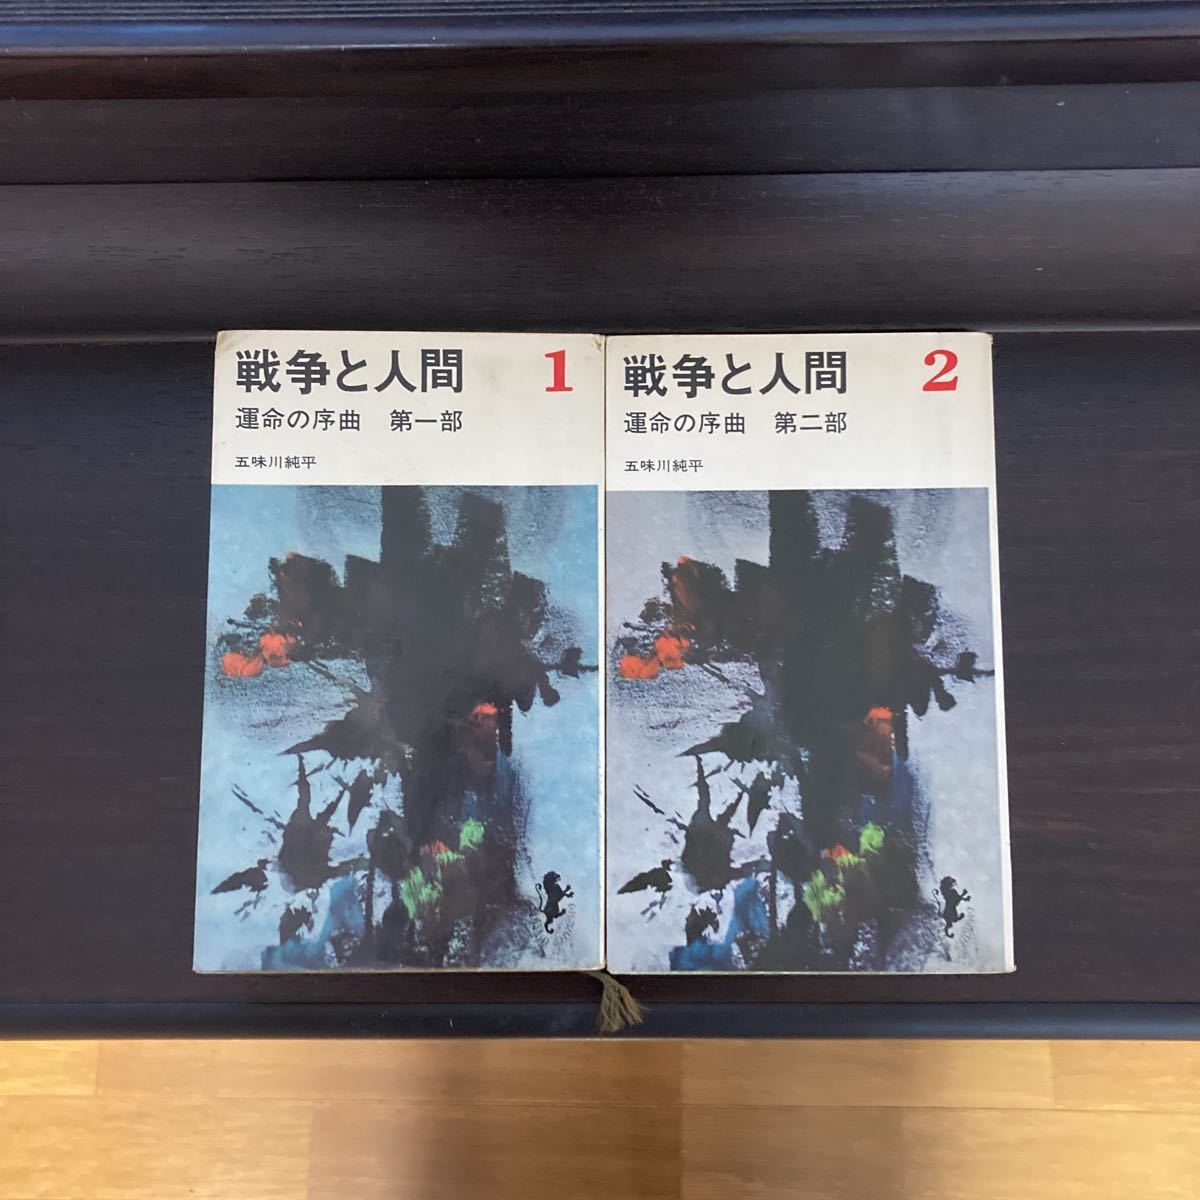 戦争と人間 1
運命の序曲 第一部
五味川純平
戦争と人間 2
運命の序曲 第二部
五味川純平